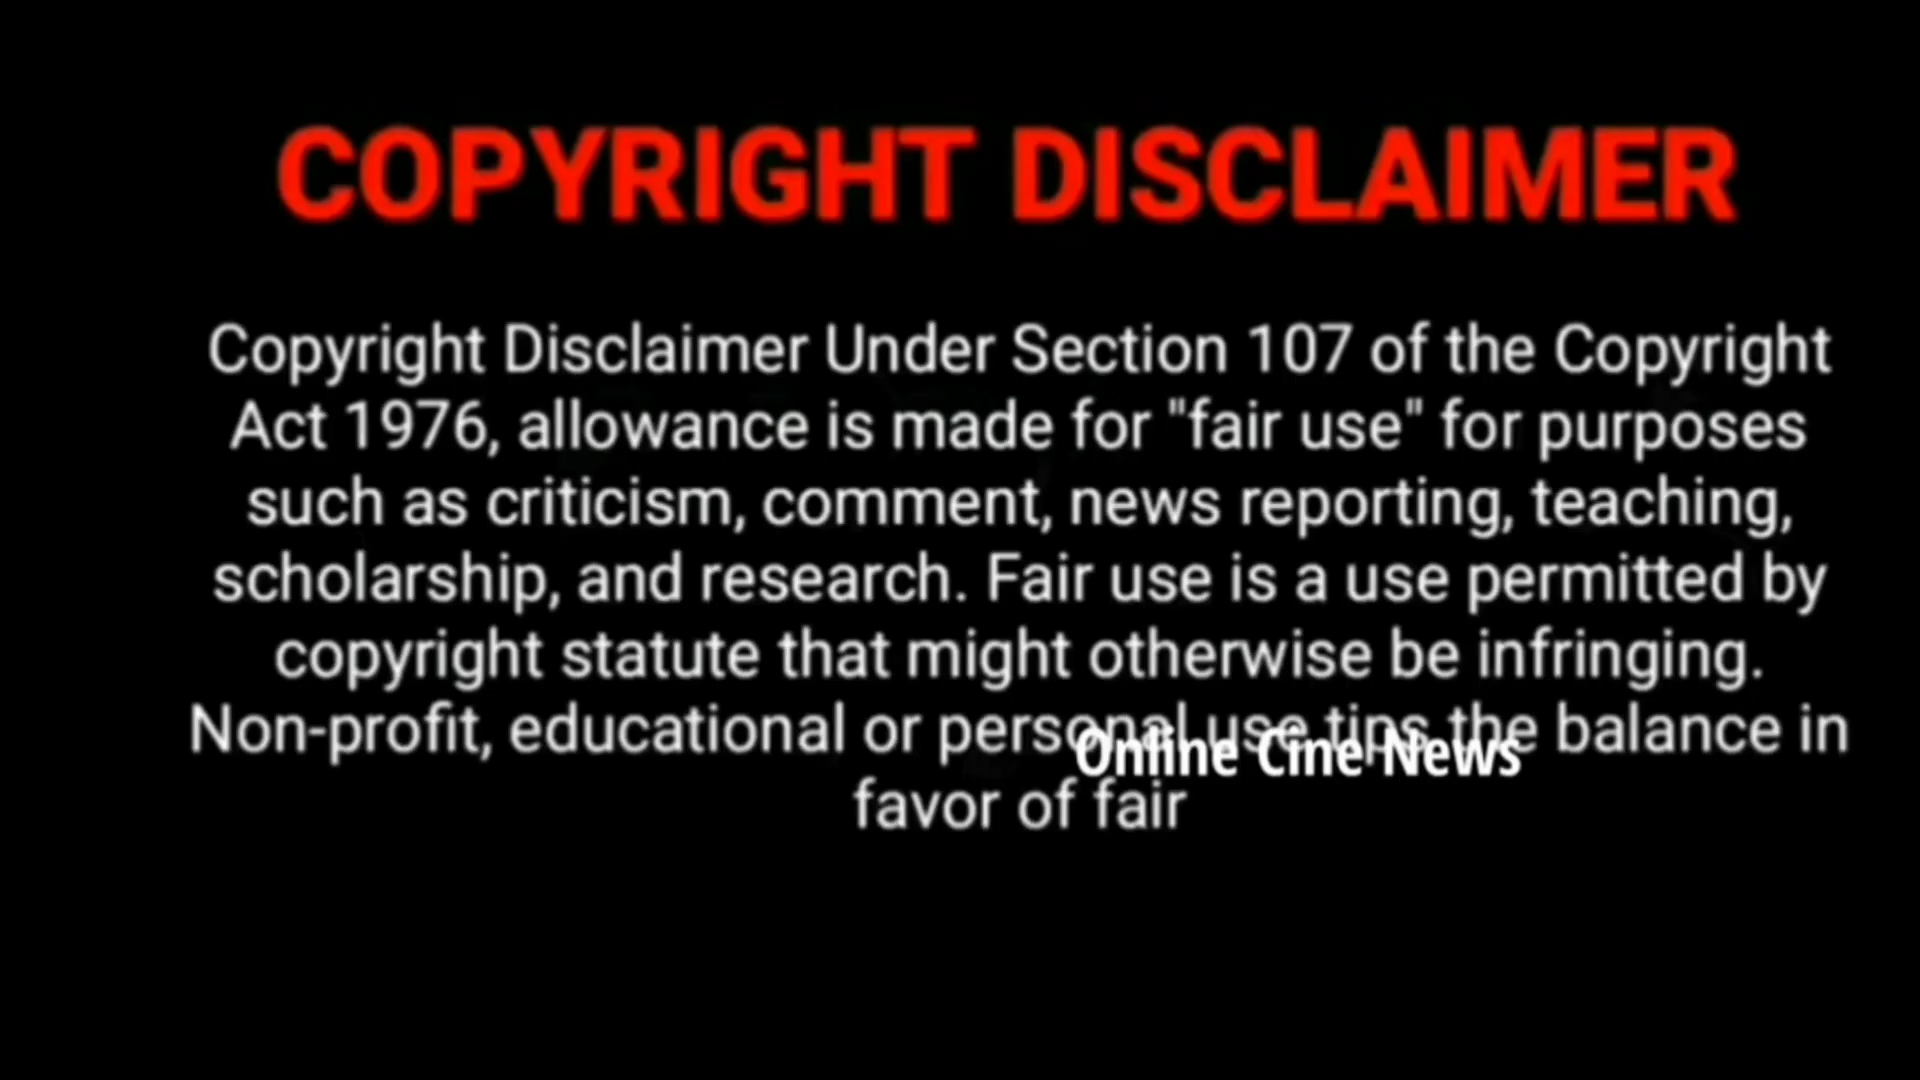 COPYRIGHT DISCLAIMER
Copyright Disclaimer Under Section 107 of the Copyright
Act 1976, allowance is made for "fair use" for purposes
such as criticism, comment, news reporting, teaching,
scholarship, and research. Fair use is a use permitted by
copyright statute that might otherwise be infringing.
Non-profit, educational or personal use tips the balance in
Online Cine News
favor of fair